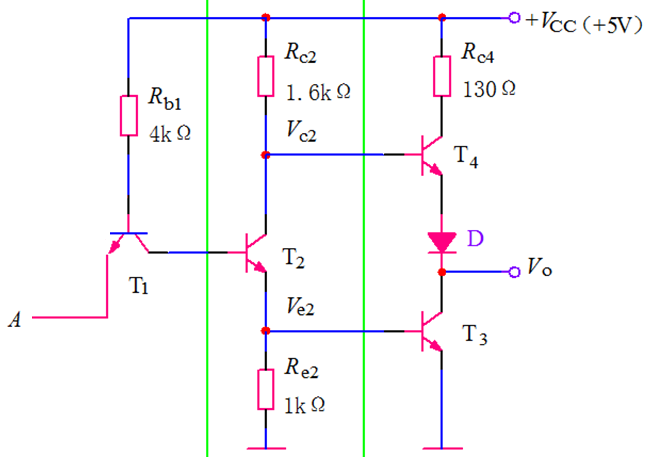 +VCC (+5V)
Rc2
1.6kΩ
Rc4
130Ω
Rb1
4kΩ
Vc2
T4
D
T2
T1
Vo
A
Ve2
T3
Re2
1kΩ